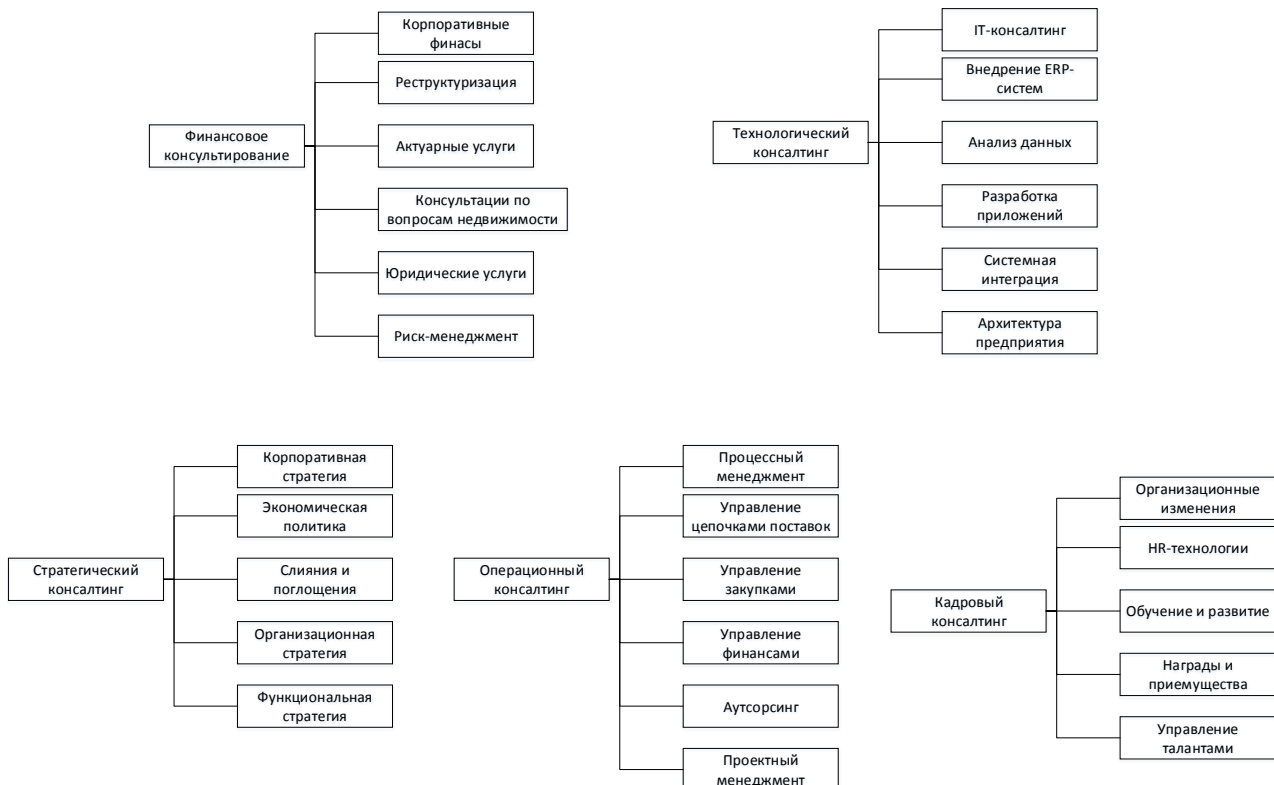 Финансовое
консультирование
Корпоративные
финасы
Реструктуризация
Актуарные услуги
Консультации по
вопросам недвижимости
Юридические услуги
Риск-менеджмент
Технологический
консалтинг
IT-консалтинг
Внедрение ERP-
систем
Анализ данных
Разработка
приложений
Системная
интеграция
Архитектура
предприятия
Стратегический
консалтинг
Корпоративная
стратегия
Экономическая
политика
Слияния и
поглощения
Организационная
стратегия
Функциональная
стратегия
Операционный
консалтинг
Процессный
менеджмент
Управление
цепочками поставок
Управление
закупками
Управление
финансами
Аутсорсинг
Проектный
менеджмент
Кадровый
консалтинг
Организационные
изменения
HR-технологии
Обучение и развитие
Награды и
приемущества
Управление
талантами